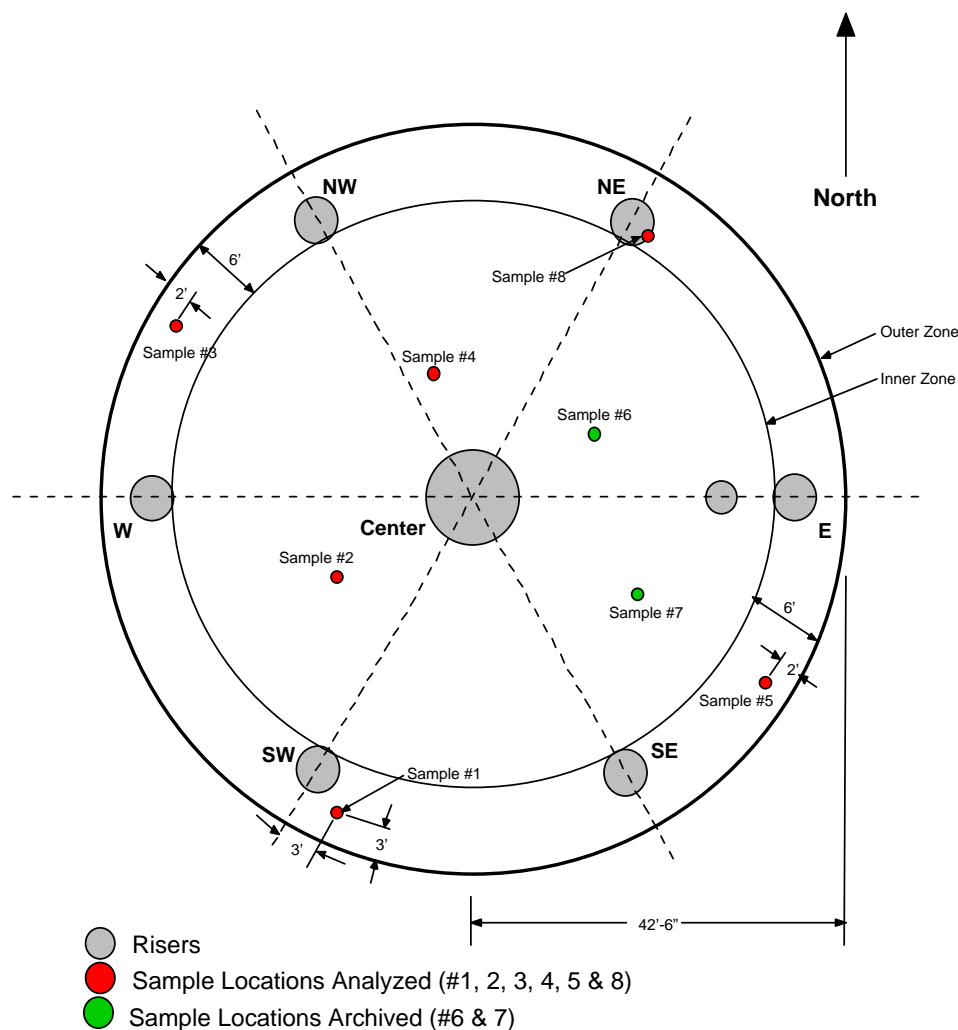 North
NW
NE
6’
Sample #8
2’
Outer Zone
Sample #3
Sample #4
Inner Zone
Sample #6
Center
W
E
Sample #2
6’
Sample #7
2’
Sample #5
SW
SE
Sample #1
3’
3’
42’-6”
Risers
Sample Locations Analyzed (#1, 2, 3, 4, 5 & 8)
Sample Locations Archived (#6 & 7)